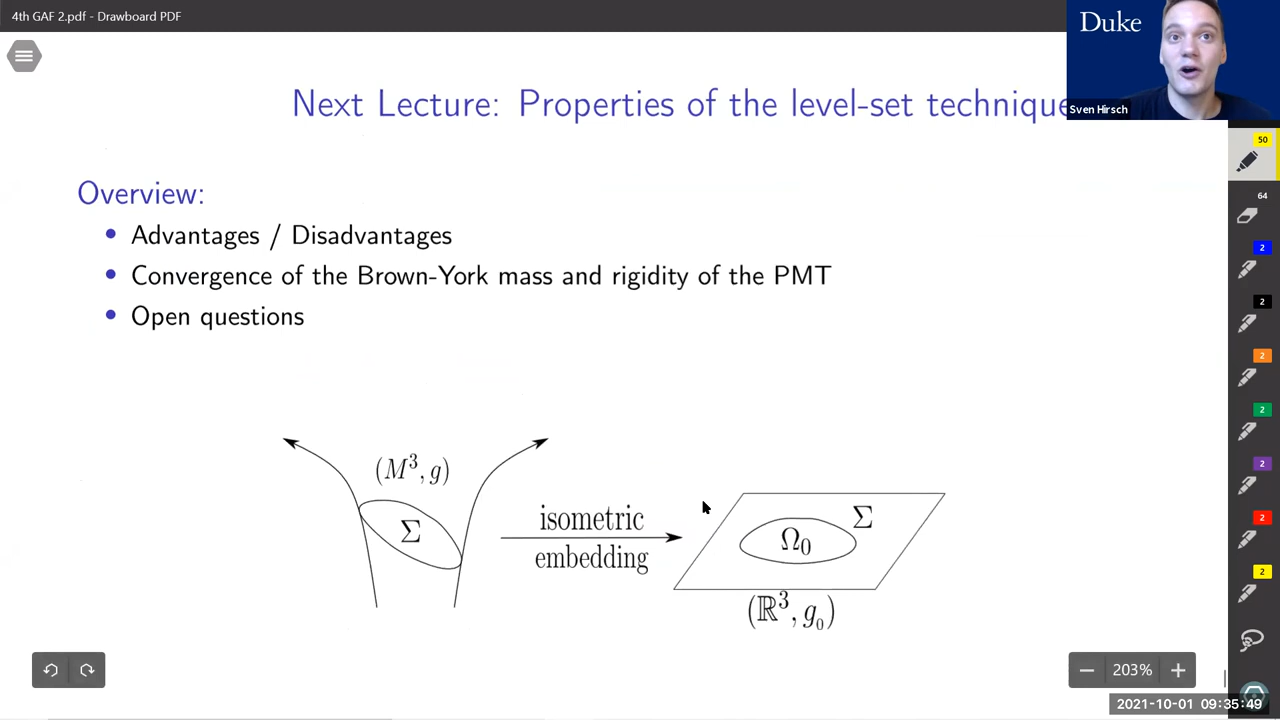 4th GAF 2.pdf - Drawboard PDF
Duke
Sven Hirsch
Next Lecture: Properties of the level-set technique
Overview:
• Advantages / Disadvantages
• Convergence of the Brown-York mass and rigidity of the PMT
• Open questions
(M³, g)
Σ
isometric
embedding
Σ
Ω₀
(ℝ³, g₀)
50
64
2
2
2
2
2
2
2
203%
2021-10-01 09:35:49